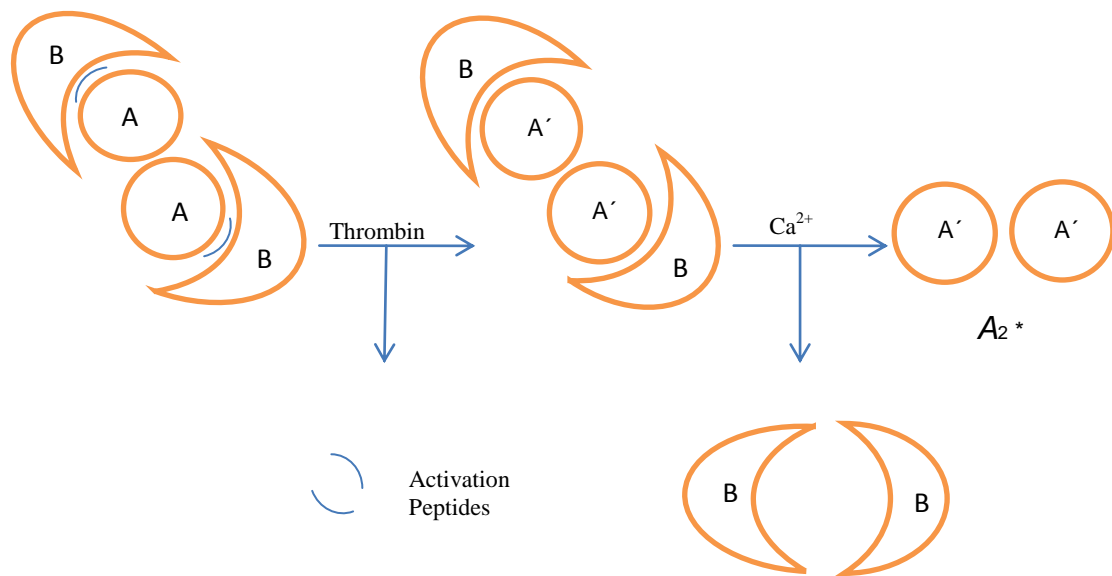 B
A
A
B
Thrombin
B
A´
A´
B
Ca²⁺
A´ A´
A₂ *
Activation
Peptides
B B